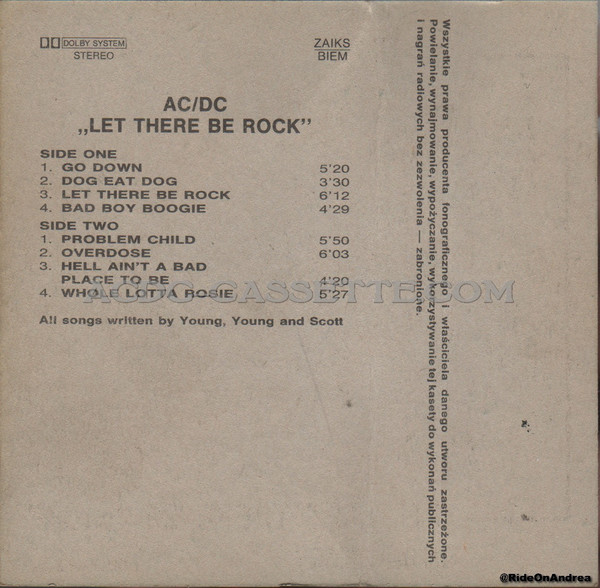 DOLBY SYSTEM
STEREO
ZAIKS
BIEM
AC/DC
„LET THERE BE ROCK”
SIDE ONE
1. GO DOWN 5'20
2. DOG EAT DOG 3'30
3. LET THERE BE ROCK 6'12
4. BAD BOY BOOGIE 4'29
SIDE TWO
1. PROBLEM CHILD 5'50
2. OVERDOSE 6'03
3. HELL AIN'T A BAD
PLACE TO BE 4'20
4. WHOLE LOTTA ROSIE 5'27
All songs written by Young, Young and Scott
Wszystkie prawa producenta fonograficznego i właściciela danego utworu zastrzeżone.
Powielanie, wynajmowanie, wypożyczanie, wykorzystywanie tej kasety do wykonań publicznych
i nagrań radiowych bez zezwolenia — zabronione.
ACDC-CASSETTE.COM
@RideOnAndrea